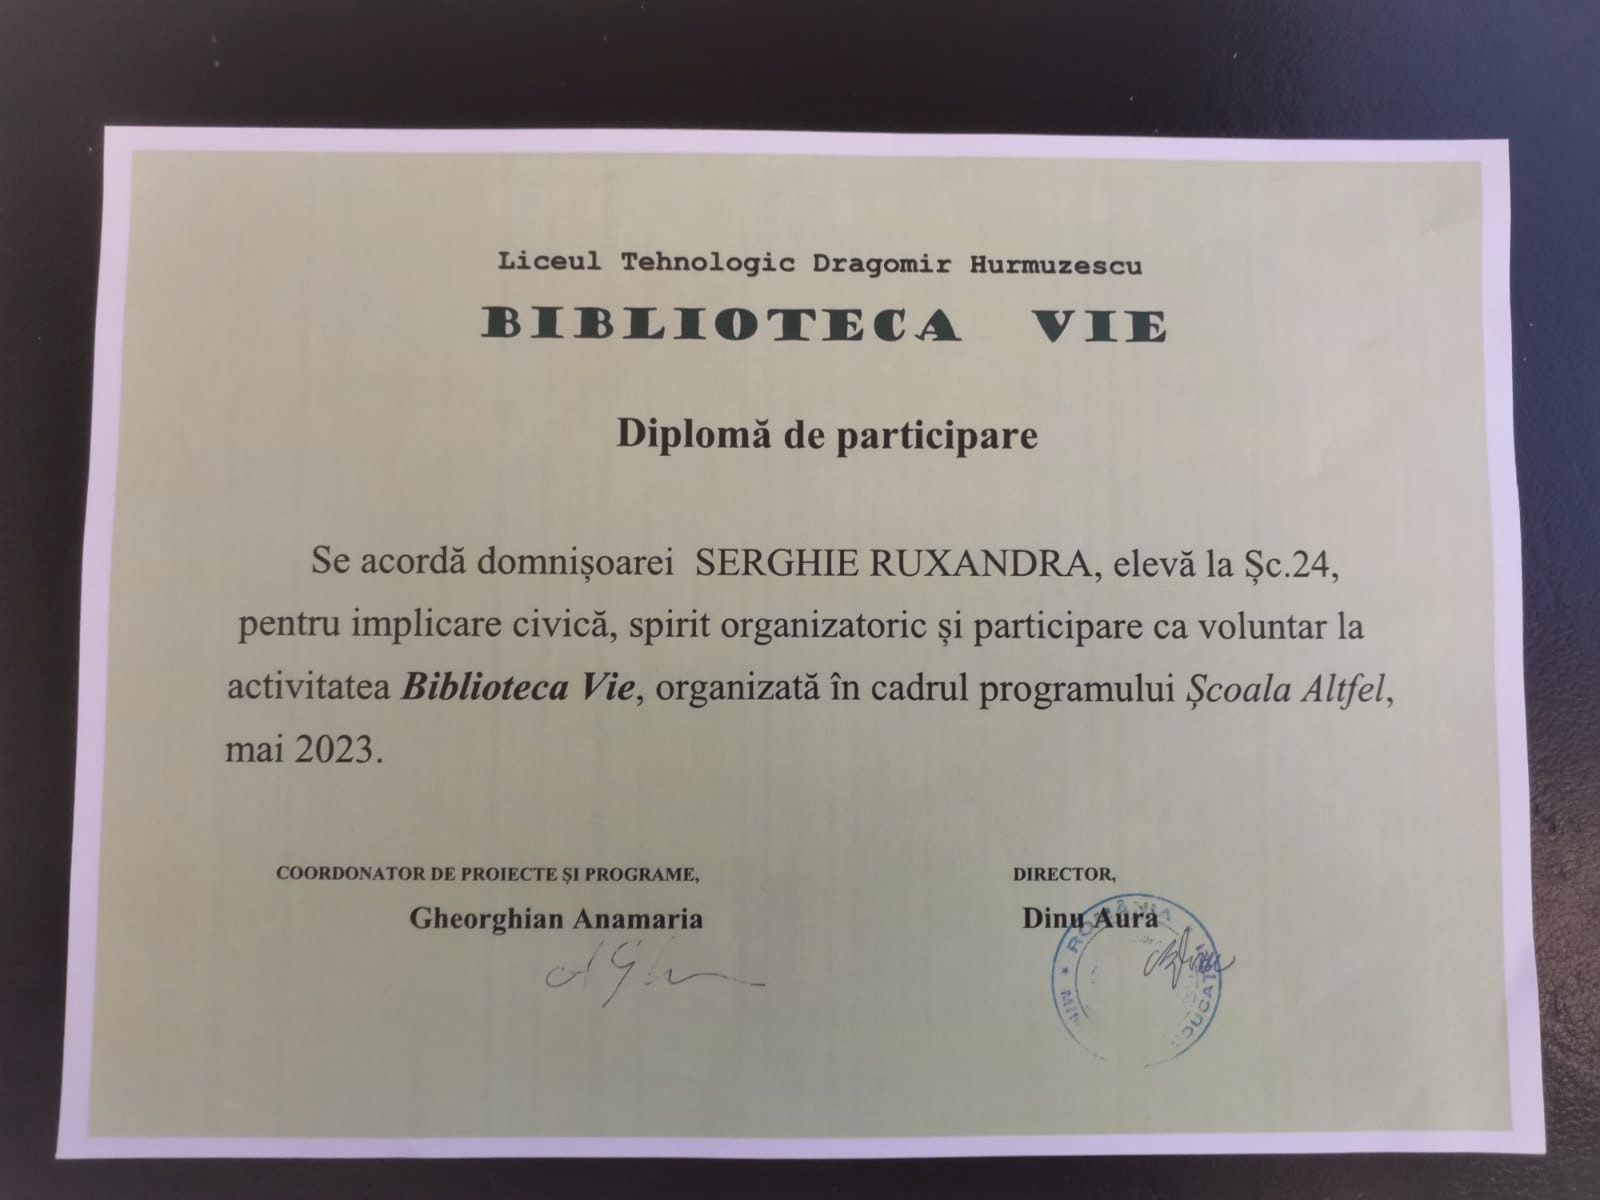 Liceul Tehnologic Dragomir Hurmuzescu
BIBLIOTECA VIE
Diplomă de participare
Se acordă domnișoarei SERGHIE RUXANDRA, elevă la Șc.24,
pentru implicare civică, spirit organizatoric și participare ca voluntar la
activitatea Biblioteca Vie, organizată în cadrul programului Școala Altfel,
mai 2023.
COORDONATOR DE PROIECTE ȘI PROGRAME,
Gheorghian Anamaria
DIRECTOR,
Dinu Aura
ROMÂNIA